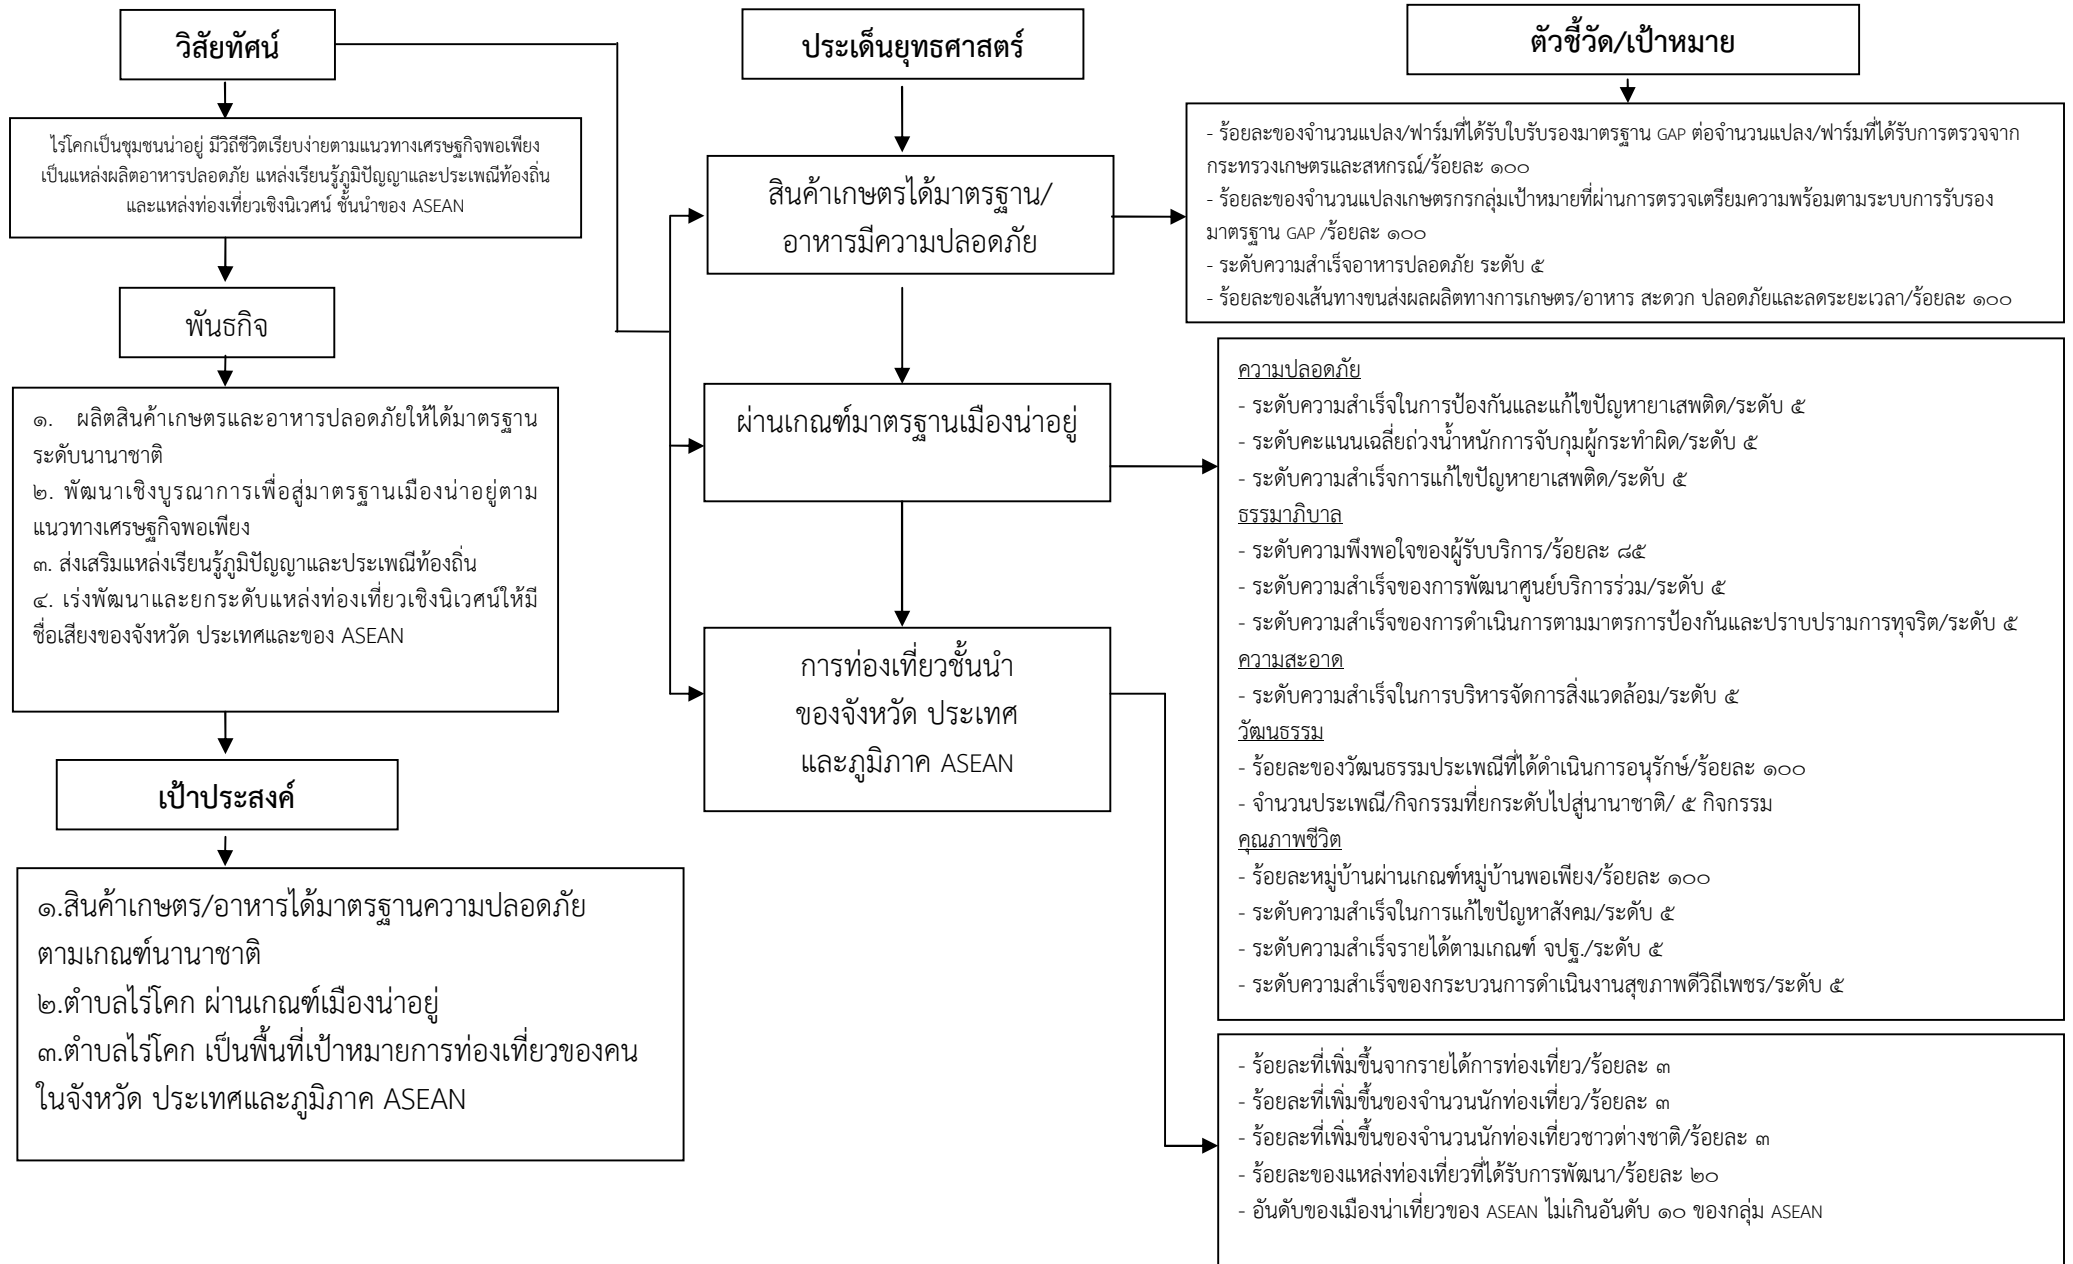 วิสัยทัศน์
ไร่โคกเป็นชุมชนน่าอยู่ มีวิถีชีวิตเรียบง่ายตามแนวทางเศรษฐกิจพอเพียง
เป็นแหล่งผลิตอาหารปลอดภัย แหล่งเรียนรู้ภูมิปัญญาและประเพณีท้องถิ่น
และแหล่งท่องเที่ยวเชิงนิเวศน์ ชั้นนำของ ASEAN
พันธกิจ
๑. ผลิตสินค้าเกษตรและอาหารปลอดภัยให้ได้มาตรฐาน
ระดับนานาชาติ
๒. พัฒนาเชิงบูรณาการเพื่อสู่มาตรฐานเมืองน่าอยู่ตาม
แนวทางเศรษฐกิจพอเพียง
๓. ส่งเสริมแหล่งเรียนรู้ภูมิปัญญาและประเพณีท้องถิ่น
๔. เร่งพัฒนาและยกระดับแหล่งท่องเที่ยวเชิงนิเวศน์ให้มี
ชื่อเสียงของจังหวัด ประเทศและของ ASEAN
เป้าประสงค์
๑.สินค้าเกษตร/อาหารได้มาตรฐานความปลอดภัย
ตามเกณฑ์นานาชาติ
๒.ตำบลไร่โคก ผ่านเกณฑ์เมืองน่าอยู่
๓.ตำบลไร่โคก เป็นพื้นที่เป้าหมายการท่องเที่ยวของคน
ในจังหวัด ประเทศและภูมิภาค ASEAN
ประเด็นยุทธศาสตร์
สินค้าเกษตรได้มาตรฐาน/
อาหารมีความปลอดภัย
ผ่านเกณฑ์มาตรฐานเมืองน่าอยู่
การท่องเที่ยวชั้นนำ
ของจังหวัด ประเทศ
และภูมิภาค ASEAN
ตัวชี้วัด/เป้าหมาย
- ร้อยละของจำนวนแปลง/ฟาร์มที่ได้รับใบรับรองมาตรฐาน GAP ต่อจำนวนแปลง/ฟาร์มที่ได้รับการตรวจจาก
กระทรวงเกษตรและสหกรณ์/ร้อยละ ๑๐๐
- ร้อยละของจำนวนแปลงเกษตรกรกลุ่มเป้าหมายที่ผ่านการตรวจเตรียมความพร้อมตามระบบการรับรอง
มาตรฐาน GAP /ร้อยละ ๑๐๐
- ระดับความสำเร็จอาหารปลอดภัย ระดับ ๕
- ร้อยละของเส้นทางขนส่งผลผลิตทางการเกษตร/อาหาร สะดวก ปลอดภัยและลดระยะเวลา/ร้อยละ ๑๐๐
ความปลอดภัย
- ระดับความสำเร็จในการป้องกันและแก้ไขปัญหายาเสพติด/ระดับ ๕
- ระดับคะแนนเฉลี่ยถ่วงน้ำหนักการจับกุมผู้กระทำผิด/ระดับ ๕
- ระดับความสำเร็จการแก้ไขปัญหายาเสพติด/ระดับ ๕
ธรรมาภิบาล
- ระดับความพึงพอใจของผู้รับบริการ/ร้อยละ ๘๕
- ระดับความสำเร็จของการพัฒนาศูนย์บริการร่วม/ระดับ ๕
- ระดับความสำเร็จของการดำเนินการตามมาตรการป้องกันและปราบปรามการทุจริต/ระดับ ๕
ความสะอาด
- ระดับความสำเร็จในการบริหารจัดการสิ่งแวดล้อม/ระดับ ๕
วัฒนธรรม
- ร้อยละของวัฒนธรรมประเพณีที่ได้ดำเนินการอนุรักษ์/ร้อยละ ๑๐๐
- จำนวนประเพณี/กิจกรรมที่ยกระดับไปสู่นานาชาติ/ ๕ กิจกรรม
คุณภาพชีวิต
- ร้อยละหมู่บ้านผ่านเกณฑ์หมู่บ้านพอเพียง/ร้อยละ ๑๐๐
- ระดับความสำเร็จในการแก้ไขปัญหาสังคม/ระดับ ๕
- ระดับความสำเร็จรายได้ตามเกณฑ์ จปฐ./ระดับ ๕
- ระดับความสำเร็จของกระบวนการดำเนินงานสุขภาพดีวิถีเพชร/ระดับ ๕
- ร้อยละที่เพิ่มขึ้นจากรายได้การท่องเที่ยว/ร้อยละ ๓
- ร้อยละที่เพิ่มขึ้นของจำนวนนักท่องเที่ยว/ร้อยละ ๓
- ร้อยละที่เพิ่มขึ้นของจำนวนนักท่องเที่ยวชาวต่างชาติ/ร้อยละ ๓
- ร้อยละของแหล่งท่องเที่ยวที่ได้รับการพัฒนา/ร้อยละ ๒๐
- อันดับของเมืองน่าเที่ยวของ ASEAN ไม่เกินอันดับ ๑๐ ของกลุ่ม ASEAN